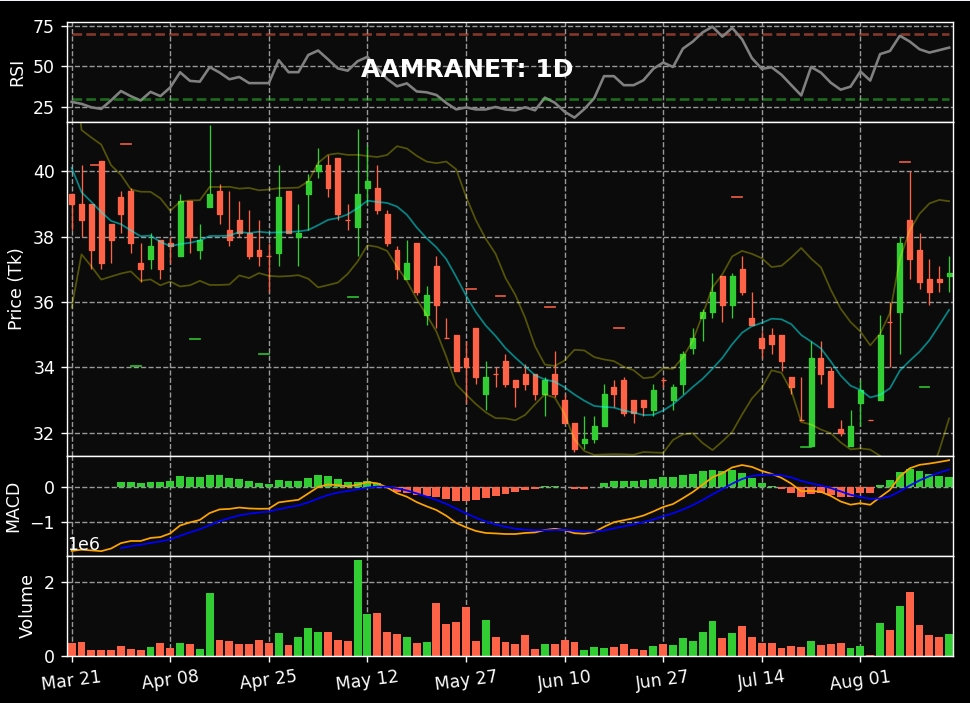 AAMRANET: 1D
RSI
75
50
25
Price (Tk)
40
38
36
34
32
MACD
0
−1
1e6
Volume
2
0
Mar 21 Apr 08 Apr 25 May 12 May 27 Jun 10 Jun 27 Jul 14 Aug 01